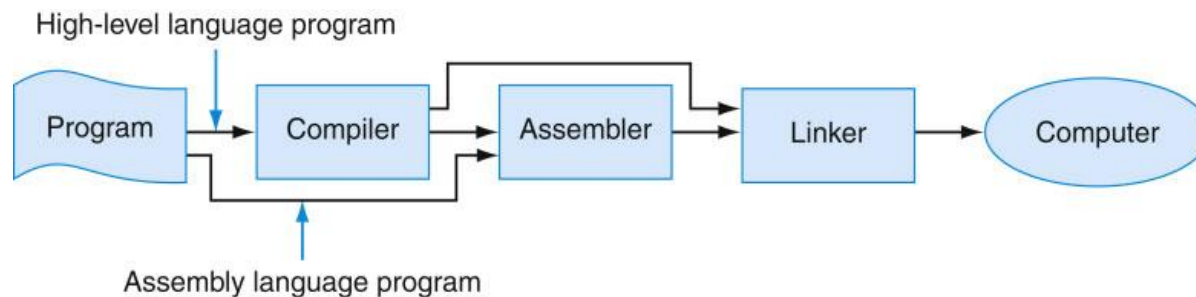 High-level language program
Program
Compiler
Assembler
Linker
Computer
Assembly language program